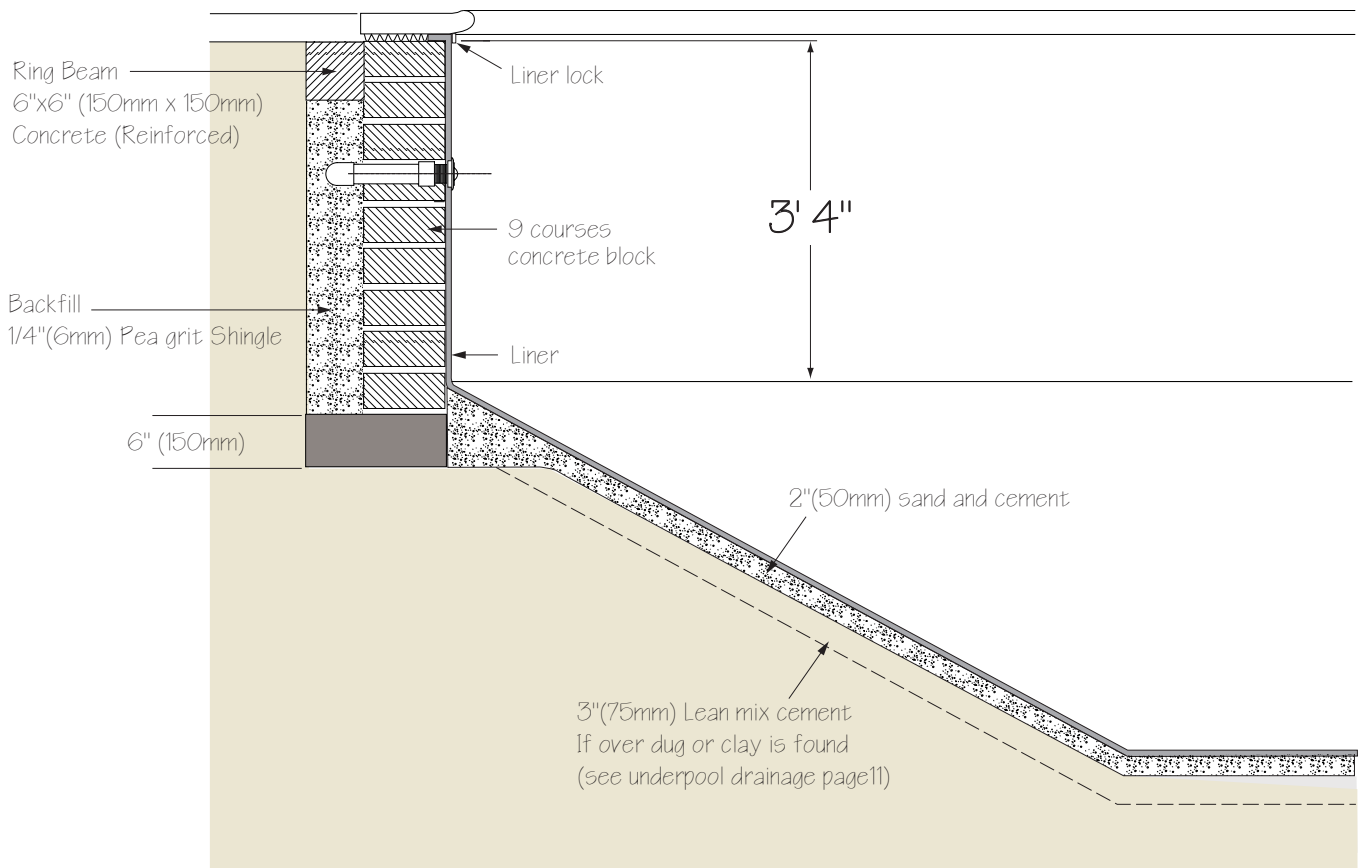 Ring Beam
6"x6" (150mm x 150mm)
Concrete (Reinforced)
Liner lock
3' 4"
9 courses
concrete block
Backfill
1/4"(6mm) Pea grit Shingle
Liner
6" (150mm)
2"(50mm) sand and cement
3"(75mm) Lean mix cement
If over dug or clay is found
(see underpool drainage page11)